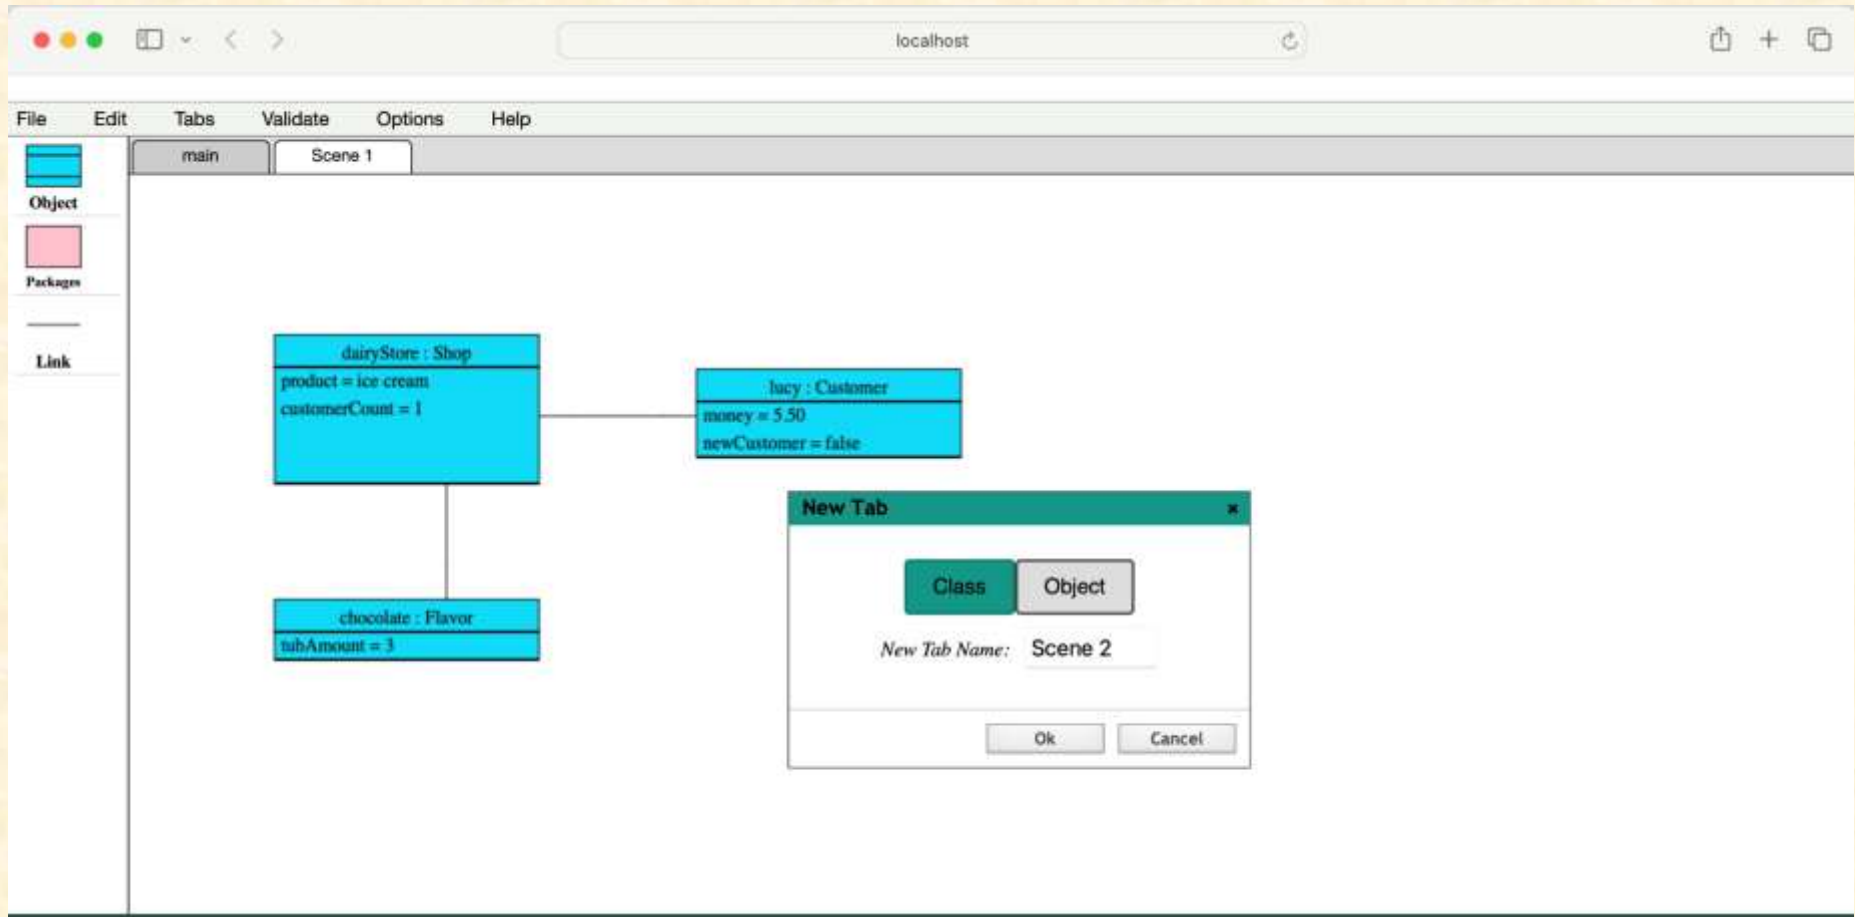 localhost
File Edit Tabs Validate Options Help
main Scene 1
Object
Packages
Link
dairyStore : Shop
product = ice cream
customerCount = 1
lucy : Customer
money = 5.50
newCustomer = false
chocolate : Flavor
tubAmount = 3
New Tab
Class Object
New Tab Name: Scene 2
Ok Cancel